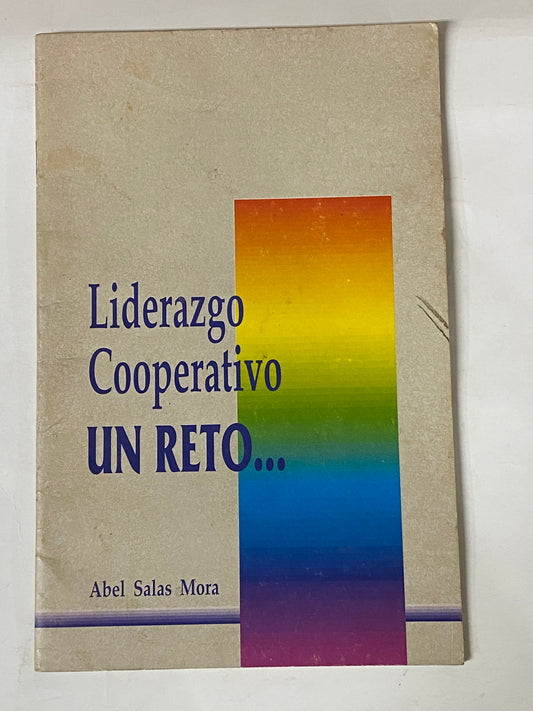 Liderazgo
Cooperativo
UN RETO...
Abel Salas Mora